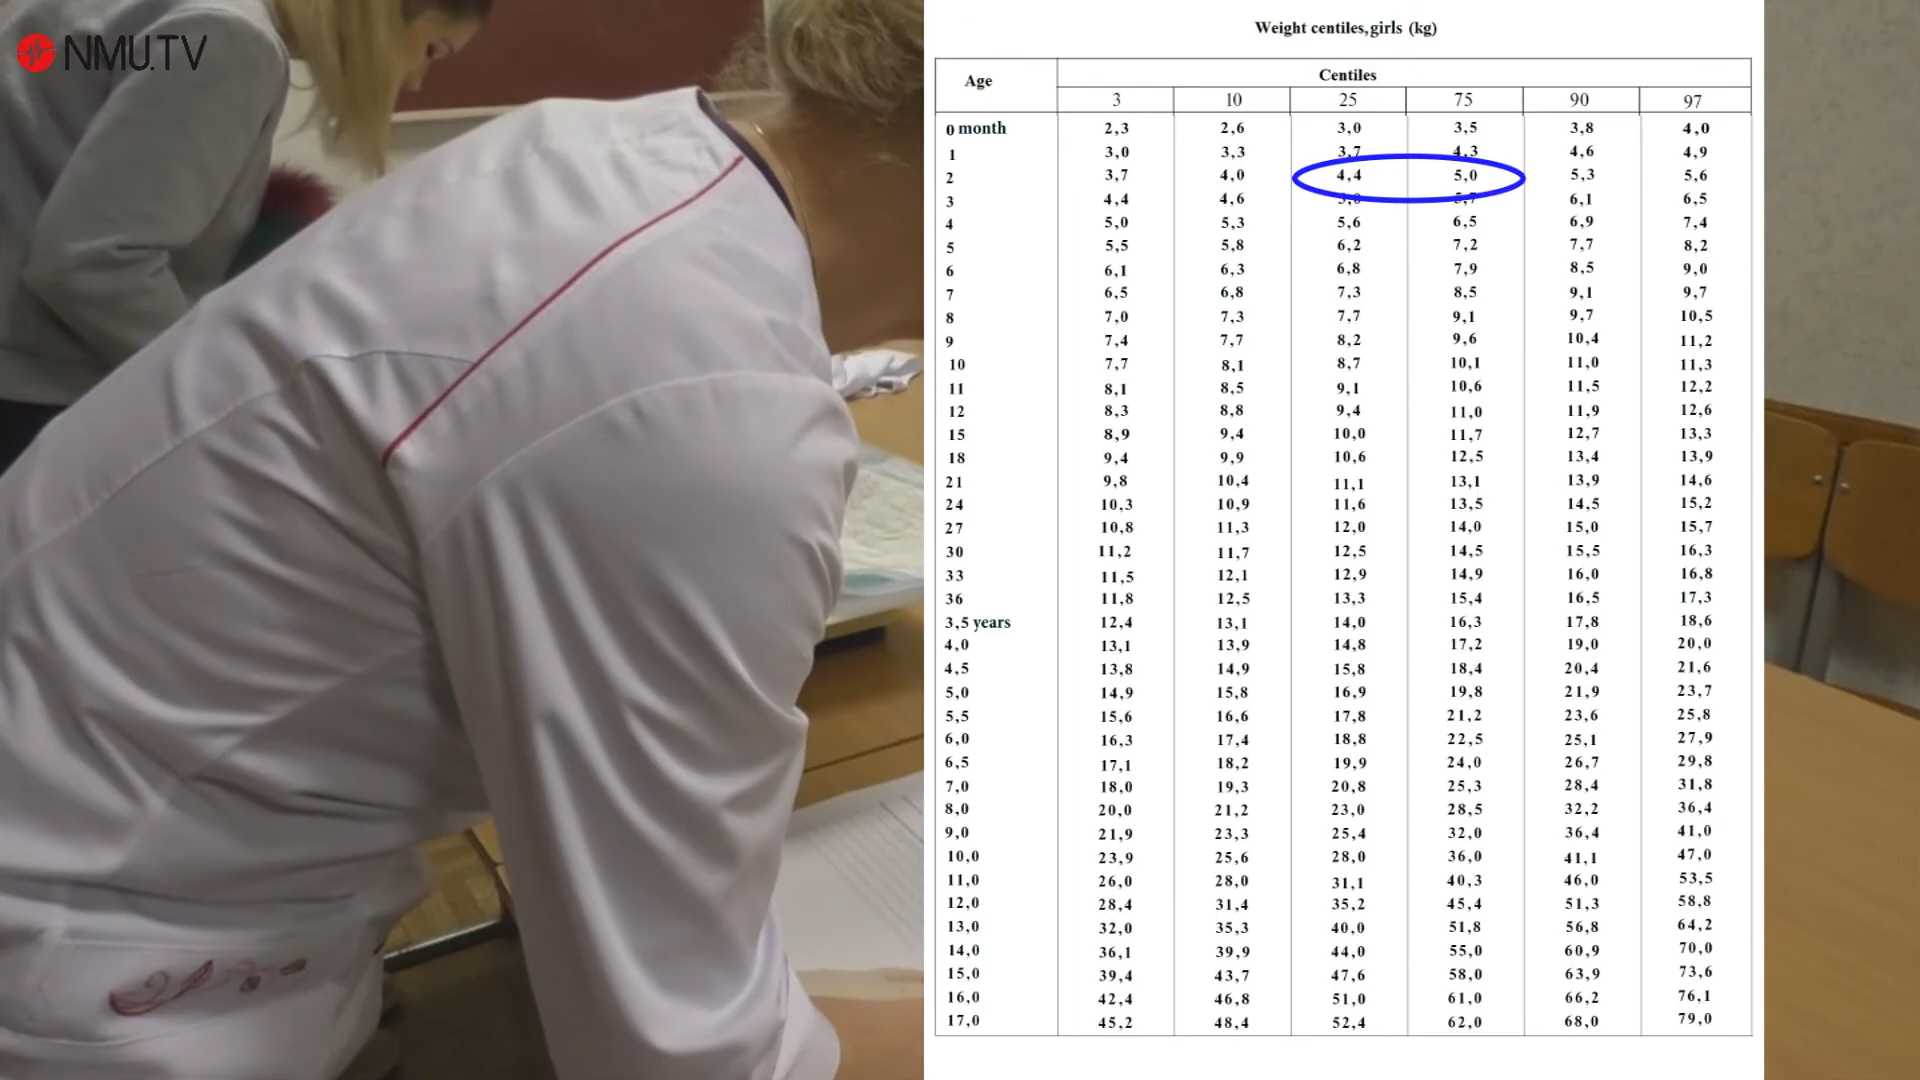 NMU.TV
Weight centiles, girls (kg)
Age Centiles
3 10 25 75 90 97
0 month 2,3 2,6 3,0 3,5 3,8 4,0
1 3,0 3,3 3,7 4,3 4,6 4,9
2 3,7 4,0 4,4 5,0 5,3 5,6
3 4,4 4,6 5,7 6,1 6,5
4 5,0 5,3 5,6 6,5 6,9 7,4
5 5,5 5,8 6,2 7,2 7,7 8,2
6 6,1 6,3 6,8 7,9 8,5 9,0
7 6,5 6,8 7,3 8,5 9,1 9,7
8 7,0 7,3 7,7 9,1 9,7 10,5
9 7,4 7,7 8,2 9,6 10,4 11,2
10 7,7 8,1 8,7 10,1 11,0 11,3
11 8,1 8,5 9,1 10,6 11,5 12,2
12 8,3 8,8 9,4 11,0 11,9 12,6
15 8,9 9,4 10,0 11,7 12,7 13,3
18 9,4 9,9 10,6 12,5 13,4 13,9
21 9,8 10,4 11,1 13,1 13,9 14,6
24 10,3 10,9 11,6 13,5 14,5 15,2
27 10,8 11,3 12,0 14,0 15,0 15,7
30 11,2 11,7 12,5 14,5 15,5 16,3
33 11,5 12,1 12,9 14,9 16,0 16,8
36 11,8 12,5 13,3 15,4 16,5 17,3
3,5 years 12,4 13,1 14,0 16,3 17,8 18,6
4,0 13,1 13,9 14,8 17,2 19,0 20,0
4,5 13,8 14,9 15,8 18,4 20,4 21,6
5,0 14,9 15,8 16,9 19,8 21,9 23,7
5,5 15,6 16,6 17,8 21,2 23,6 25,8
6,0 16,3 17,4 18,8 22,5 25,1 27,9
6,5 17,1 18,2 19,9 24,0 26,7 29,8
7,0 18,0 19,3 20,8 25,3 28,4 31,8
8,0 20,0 21,2 23,0 28,5 32,2 36,4
9,0 21,9 23,3 25,4 32,0 36,4 41,0
10,0 23,9 25,6 28,0 36,0 41,1 47,0
11,0 26,0 28,0 31,1 40,3 46,0 53,5
12,0 28,4 31,4 35,2 45,4 51,3 58,8
13,0 32,0 35,3 40,0 51,8 56,8 64,2
14,0 36,1 39,9 44,0 55,0 60,9 70,0
15,0 39,4 43,7 47,6 58,0 63,9 73,6
16,0 42,4 46,8 51,0 61,0 66,2 76,1
17,0 45,2 48,4 52,4 62,0 68,0 79,0